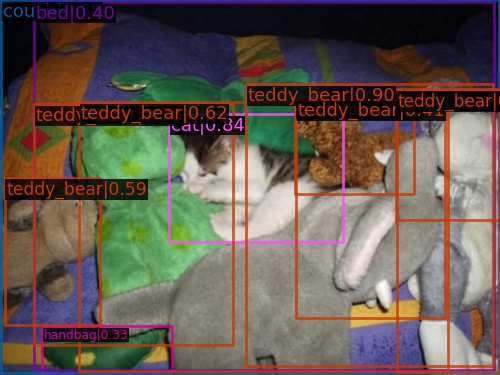 cou
bed|0.40
teddy_bear|0.90
teddy_bear|0.41
teddy_bear|
teddy_
teddy_bear|0.62
cat|0.84
teddy_bear|0.59
handbag|0.33